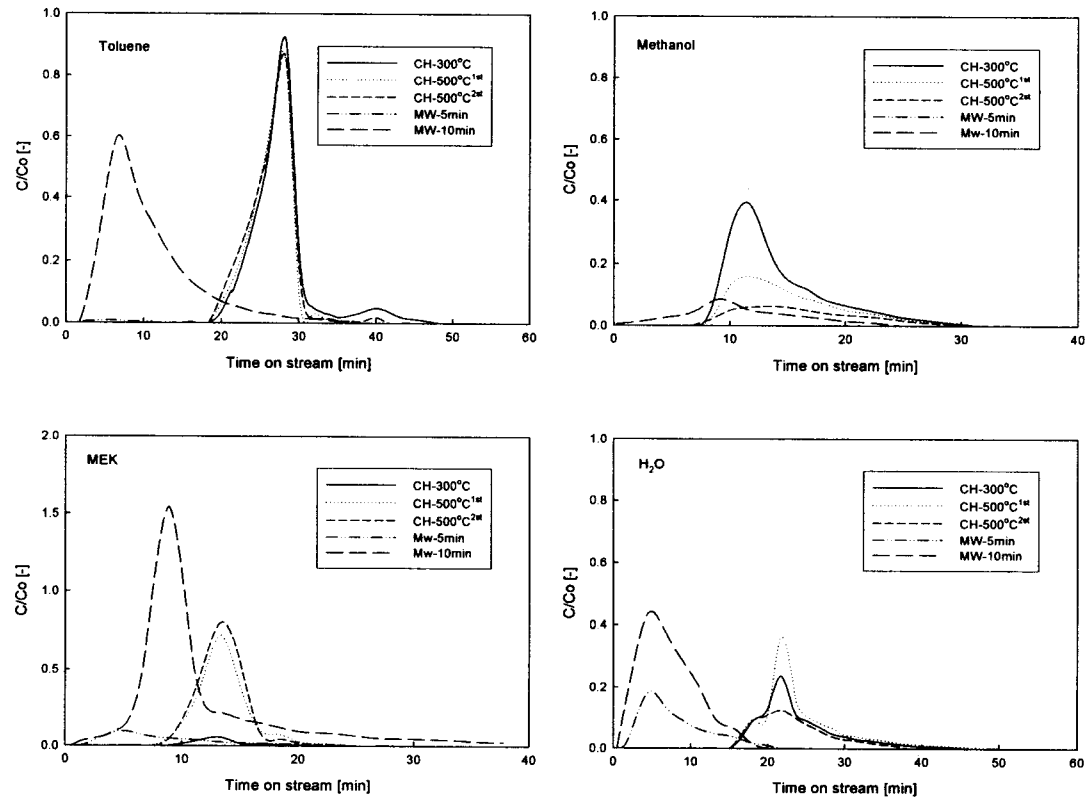 Toluene
CH-300°C
CH-500°C1st
CH-500°C2st
MW-5min
MW-10min
C/Co [-]
1.0
0.8
0.6
0.4
0.2
0.0
0 10 20 30 40 50 60
Time on stream [min]
Methanol
CH-300°C
CH-500°C1st
CH-500°C2st
MW-5min
Mw-10min
C/Co [-]
1.0
0.8
0.6
0.4
0.2
0.0
0 10 20 30 40
Time on stream [min]
MEK
CH-300°C
CH-500°C1st
CH-500°C2st
Mw-5min
Mw-10min
C/Co [-]
2.0
1.5
1.0
0.5
0.0
0 10 20 30 40
Time on stream [min]
H2O
CH-300°C
CH-500°C1st
CH-500°C2st
MW-5min
MW-10min
C/Co [-]
1.0
0.8
0.6
0.4
0.2
0.0
0 10 20 30 40 50 60
Time on stream [min]